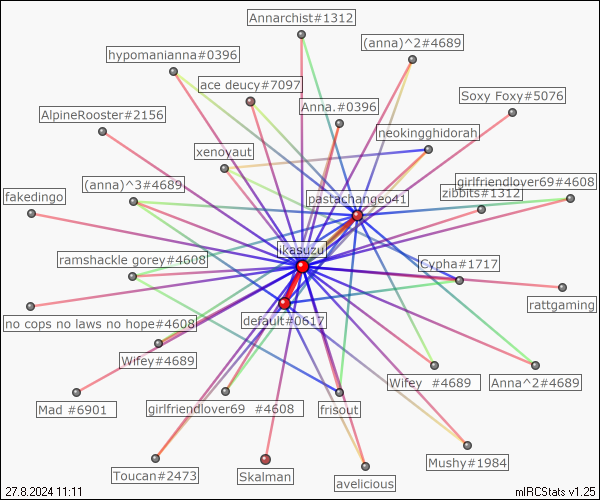 Annarchist#1312
(anna)^2#4689
hypomanianna#0396
ace deucy#7097
Soxy Foxy#5076
Anna.#0396
AlpineRooster#2156
neokingghidorah
xenoyaut
girlfriendlover69#4608
(anna)^3#4689
zibbits#1312
fakedingo
pastachangeo41
ikasuzu
ramshackle gorey#4608
Cypha#1717
rattgaming
no cops no laws no hope#4608
default#0617
Wifey#4689
Wifey #4689
Anna^2#4689
Mad #6901
girlfriendlover69 #4608
frisout
Mushy#1984
Toucan#2473
Skalman
avelicious
27.8.2024 11:11
mIRCStats v1.25